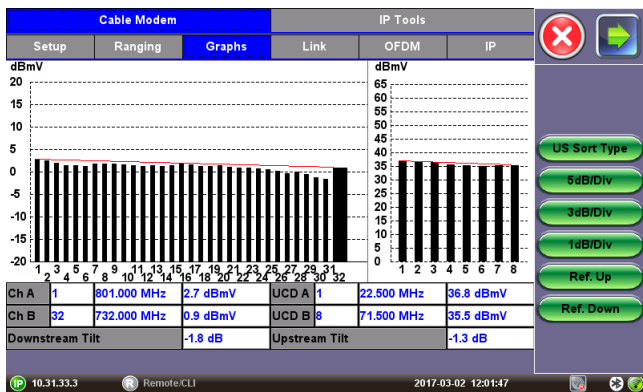 Cable Modem IP Tools
Setup Ranging Graphs Link OFDM IP
dBmV dBmV
20
15
10
5
0
-5
-10
-15
-20
1 2 3 4 5 6 7 8 9 10 11 12 13 14 15 16 17 18 19 20 21 22 23 24 25 26 27 28 29 30 31 32
65
60
55
50
45
40
35
30
25
20
15
10
5
0
1 2 3 4 5 6 7 8
Ch A 1 801.000 MHz 2.7 dBmV UCD A 1 22.500 MHz 36.8 dBmV
Ch B 32 732.000 MHz 0.9 dBmV UCD B 8 71.500 MHz 35.5 dBmV
Downstream Tilt -1.8 dB Upstream Tilt -1.3 dB
US Sort Type
5dB/Div
3dB/Div
1dB/Div
Ref. Up
Ref. Down
IP 10.31.33.3 R Remote/CLI 2017-03-02 12:01:47